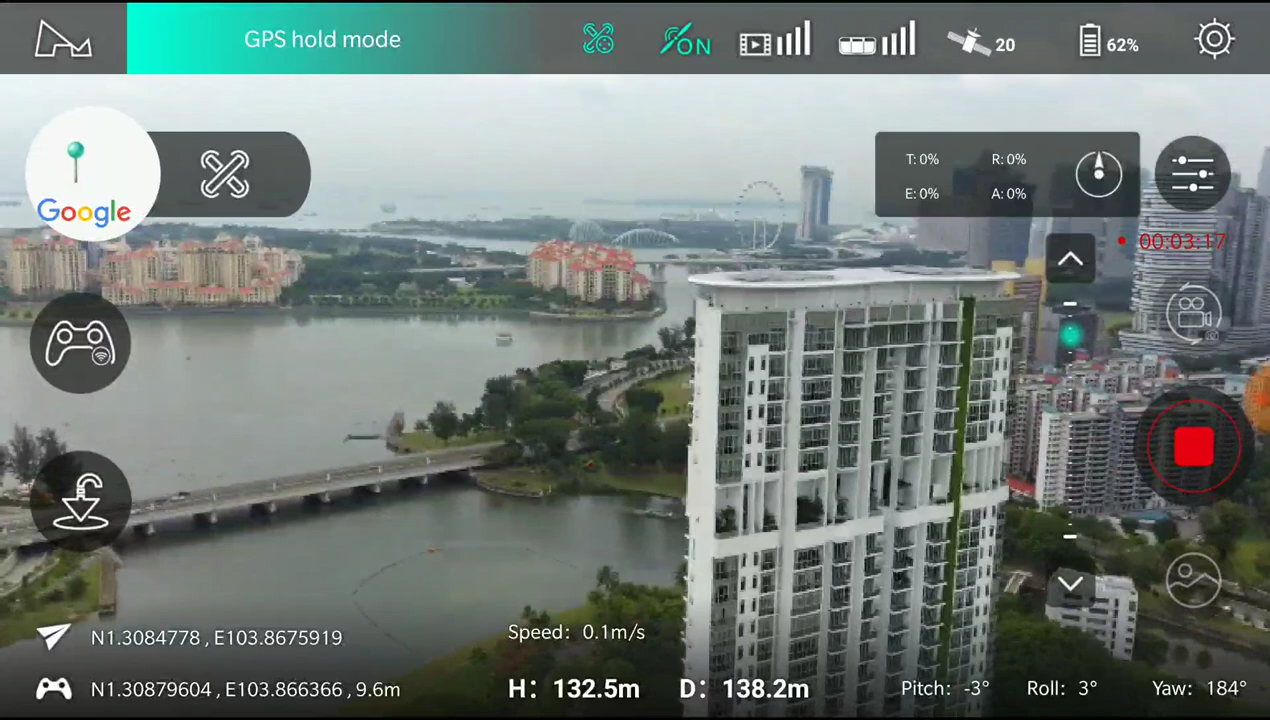 GPS hold mode
ON
20
62%
Google
T: 0% R: 0%
E: 0% A: 0%
00:03:17
N1.3084778 , E103.8675919
Speed: 0.1m/s
N1.30879604 , E103.866366 , 9.6m
H: 132.5m D: 138.2m
Pitch: -3° Roll: 3° Yaw: 184°